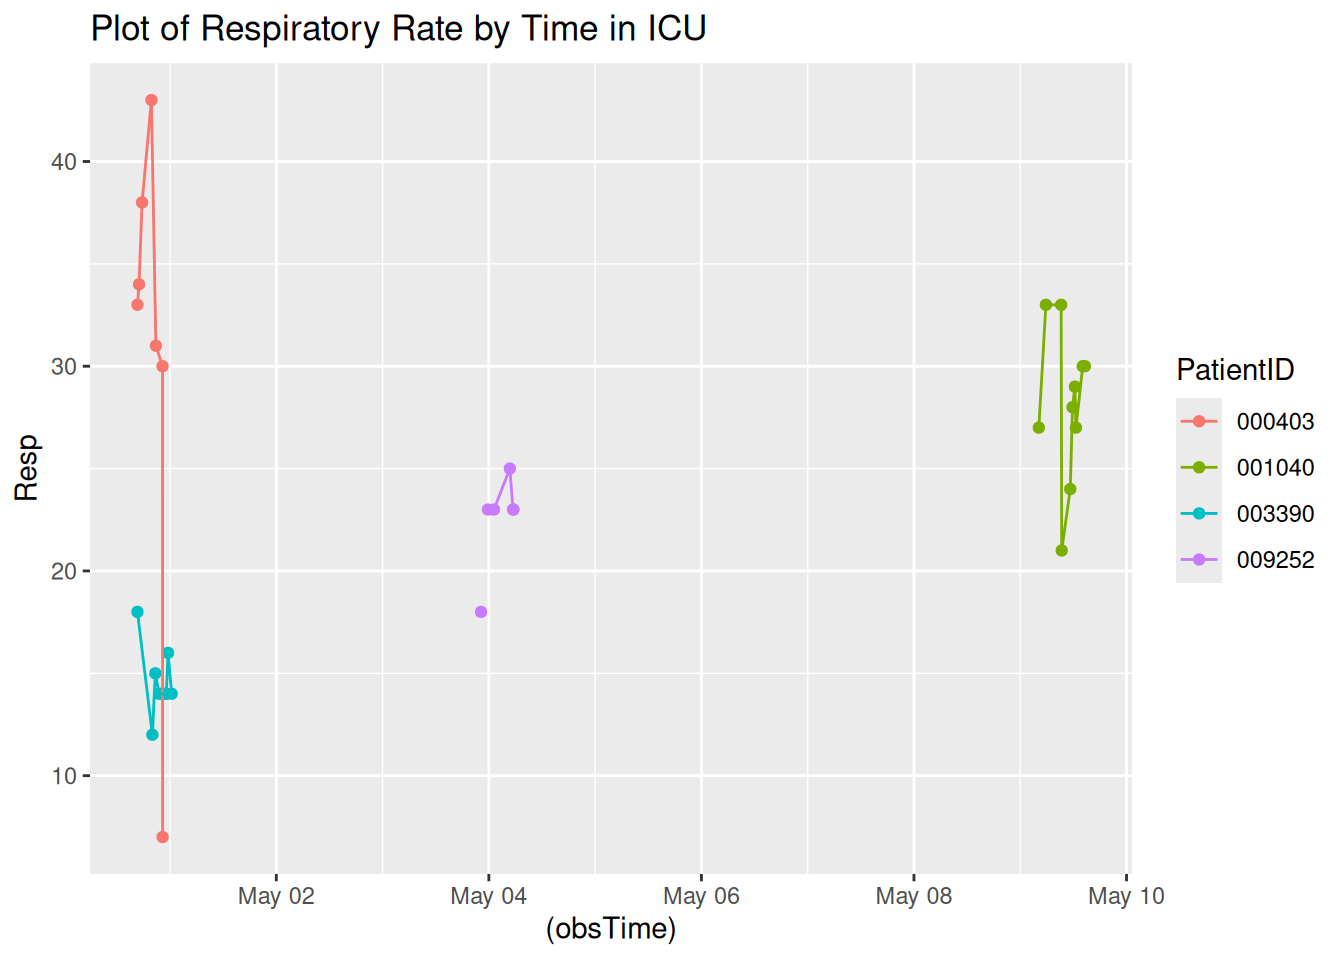 Plot of Respiratory Rate by Time in ICU
40
30
20
10
Resp
May 02
May 04
May 06
May 08
May 10
(obsTime)
PatientID
000403
001040
003390
009252